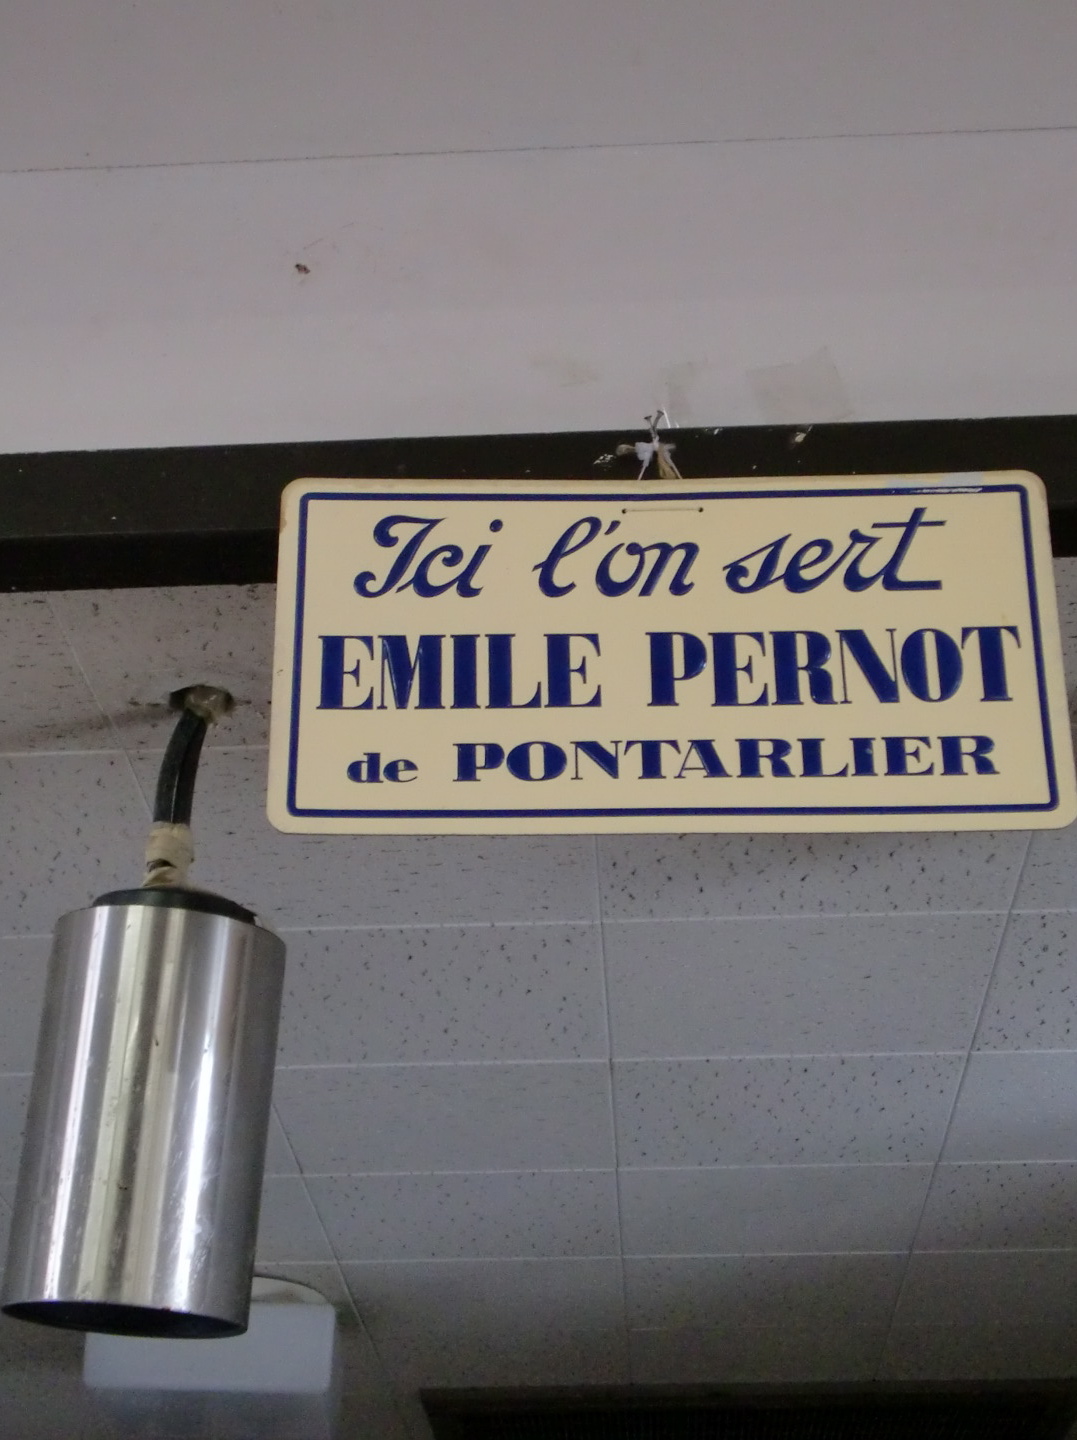 Ici l'on sert
EMILE PERNOT
de PONTARLIER